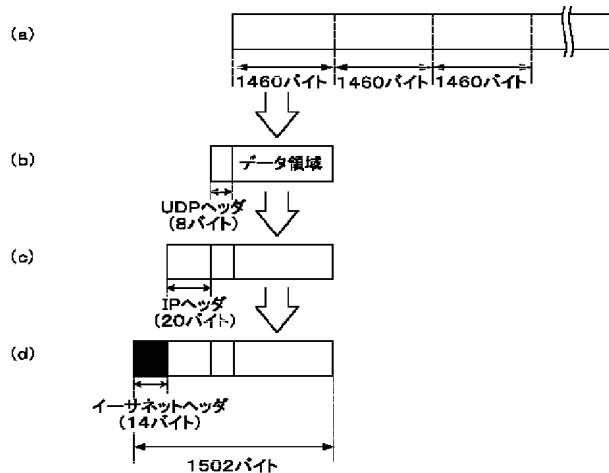 (a)
1460バイト 1460バイト 1460バイト
(b)
データ領域
UDPヘッダ
(8バイト)
(c)
IPヘッダ
(20バイト)
(d)
イーサネットヘッダ
(14バイト)
1502バイト